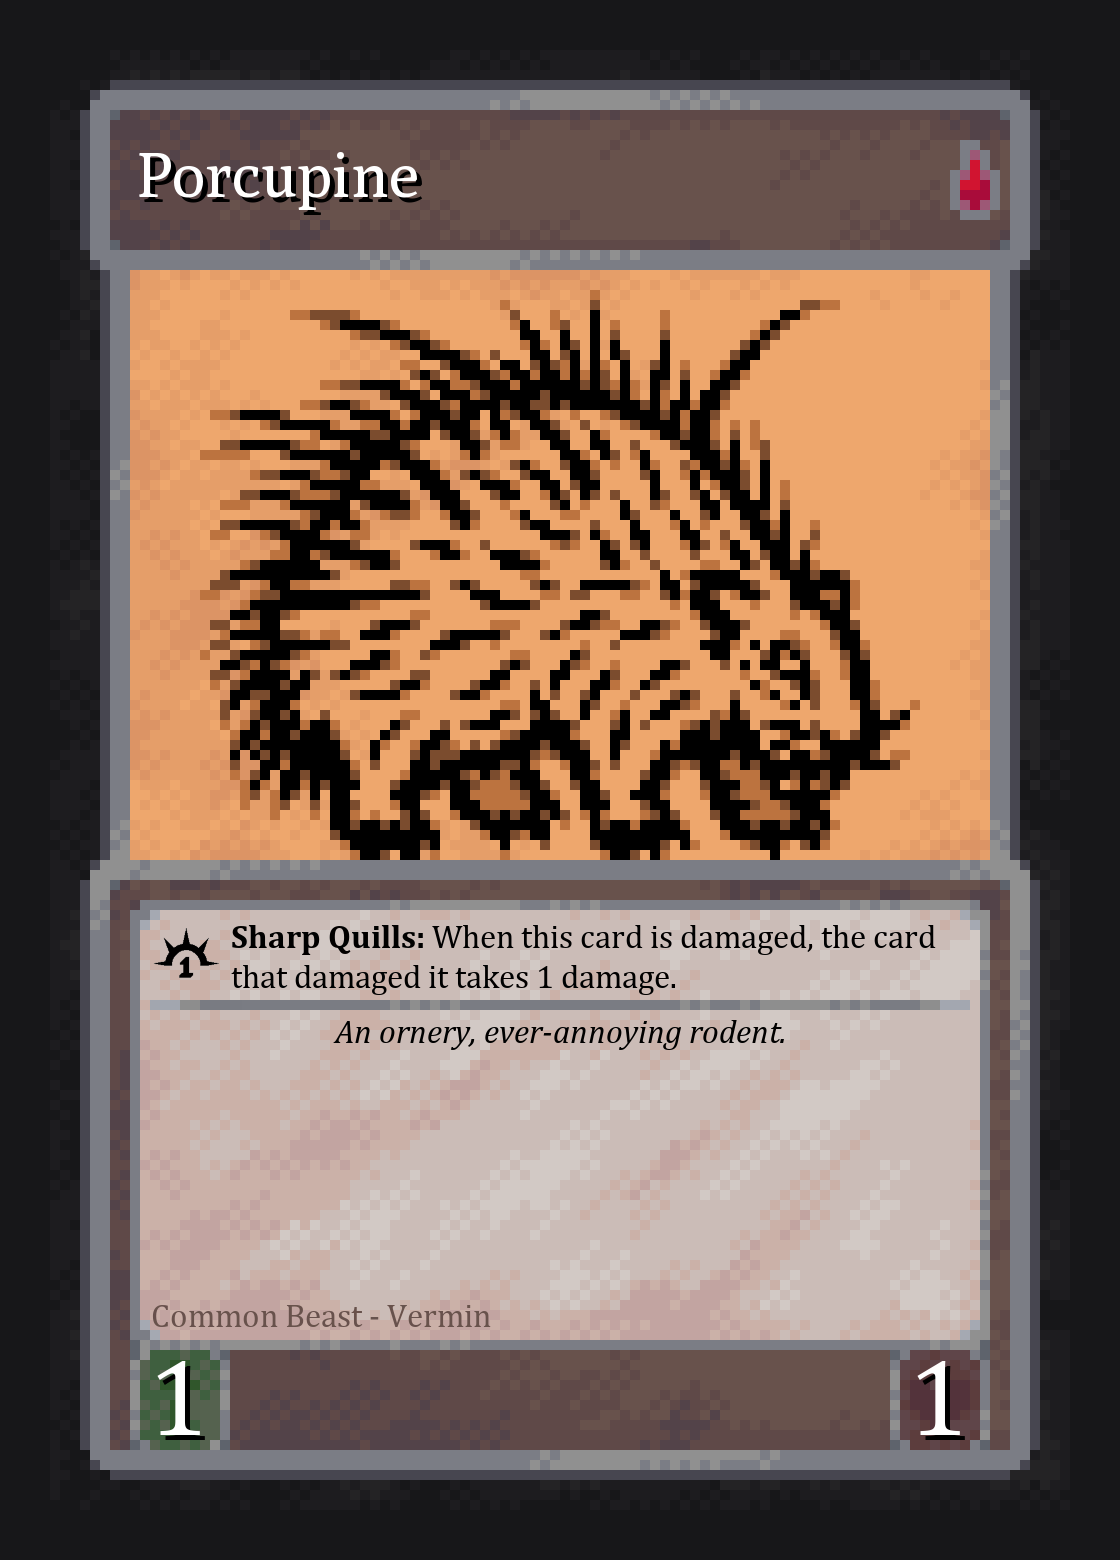 Porcupine
1
Sharp Quills: When this card is damaged, the card
that damaged it takes 1 damage.
An ornery, ever-annoying rodent.
Common Beast - Vermin
1
1